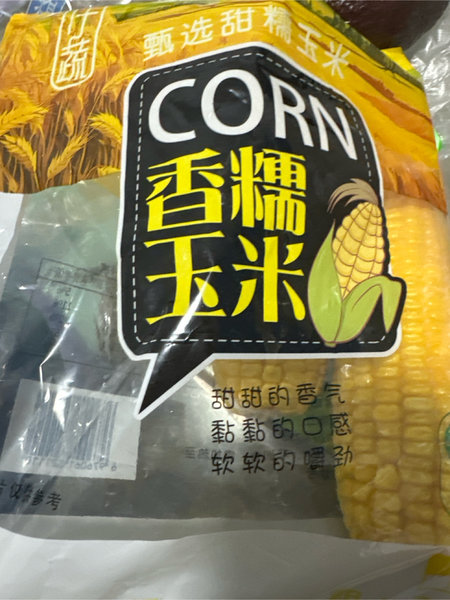 甄选甜糯玉米
CORN
香糯
玉米
甜甜的香气
黏黏的口感
软软的嚼劲